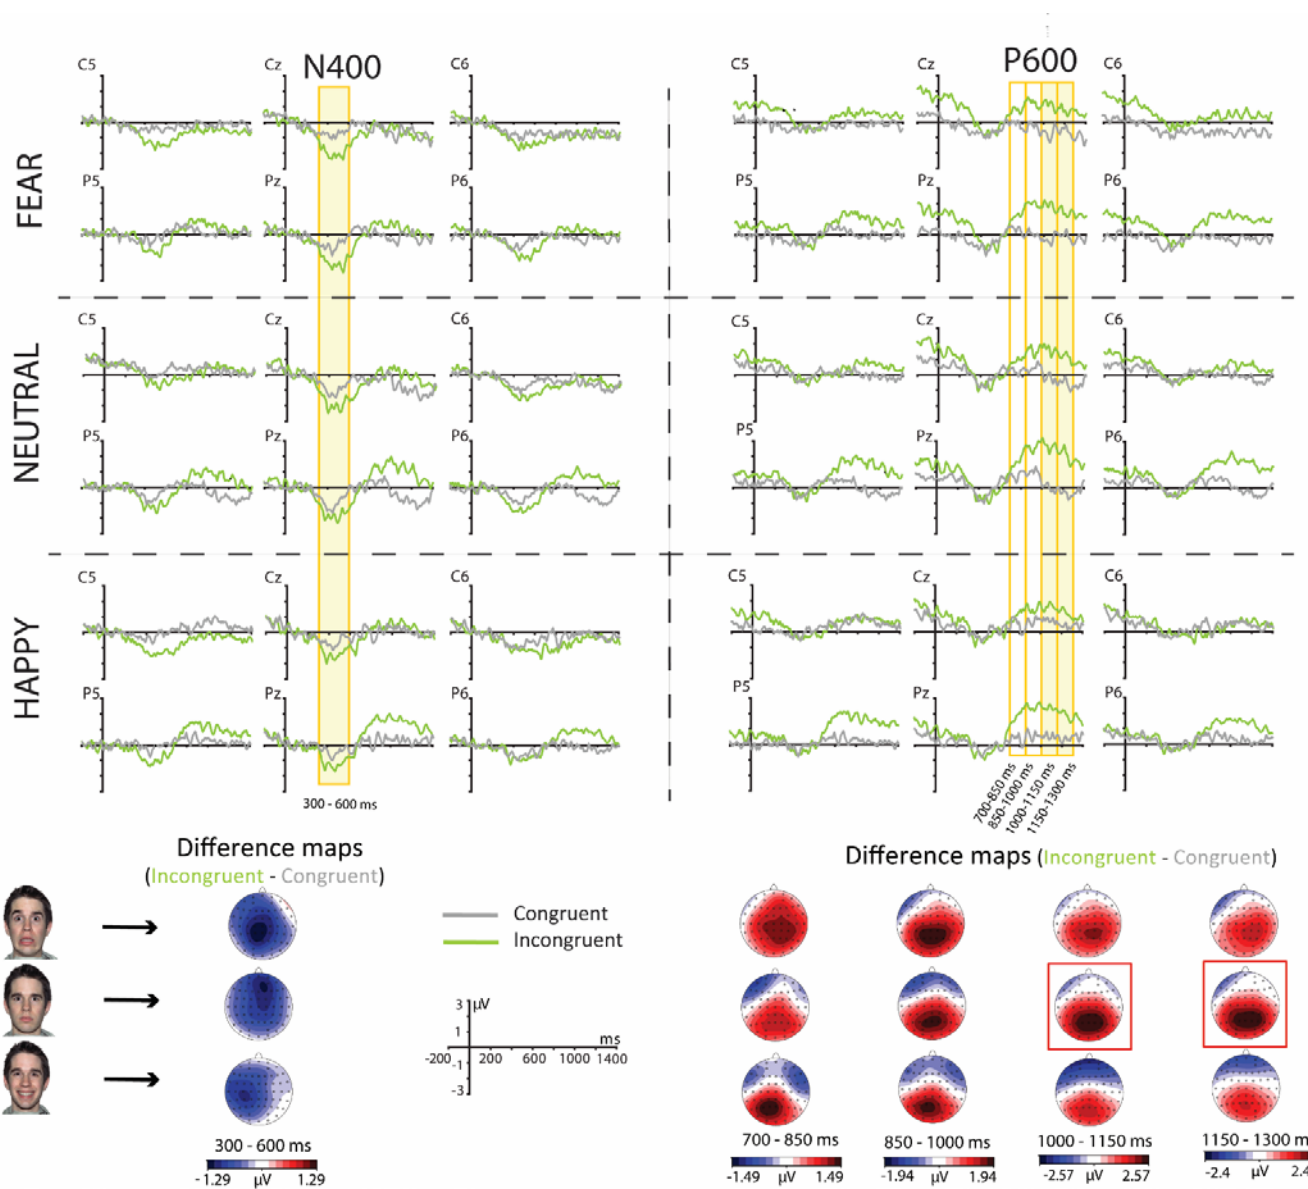 N400
P600
C5
Cz
C6
C5
Cz
C6
FEAR
P5
Pz
P6
P5
Pz
P6
C5
Cz
C6
C5
Cz
C6
NEUTRAL
P5
Pz
P6
P5
Pz
P6
C5
Cz
C6
C5
Cz
C6
HAPPY
P5
Pz
P6
P5
Pz
P6
300 - 600 ms
700-850 ms
850-1000 ms
1000-1150 ms
1150-1300 ms
Difference maps
(Incongruent - Congruent)
Difference maps (Incongruent - Congruent)
Congruent
Incongruent
3 μV
1
ms
-200 200 600 1000 1400
-1
-3
300 - 600 ms
-1.29 μV 1.29
700 - 850 ms
-1.49 μV 1.49
850 - 1000 ms
-1.94 μV 1.94
1000 - 1150 ms
-2.57 μV 2.57
1150 - 1300 m
-2.4 μV 2.4